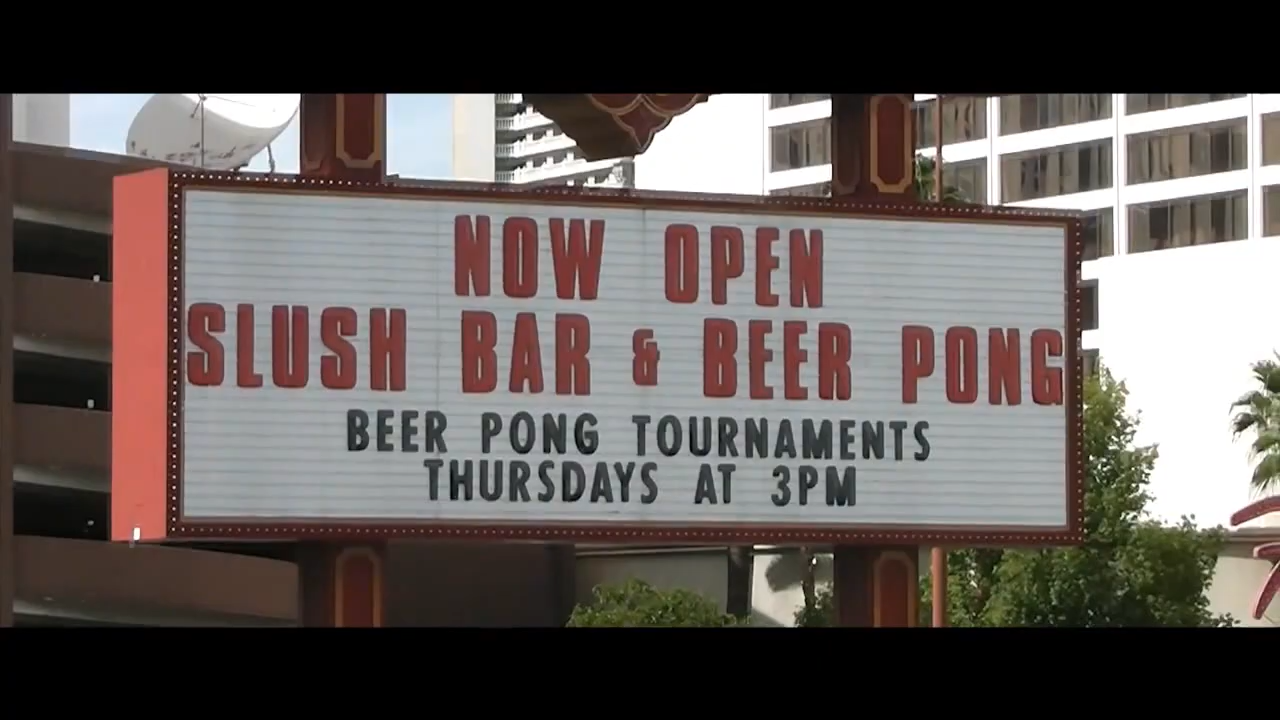 NOW OPEN
SLUSH BAR & BEER PONG
BEER PONG TOURNAMENTS
THURSDAYS AT 3PM